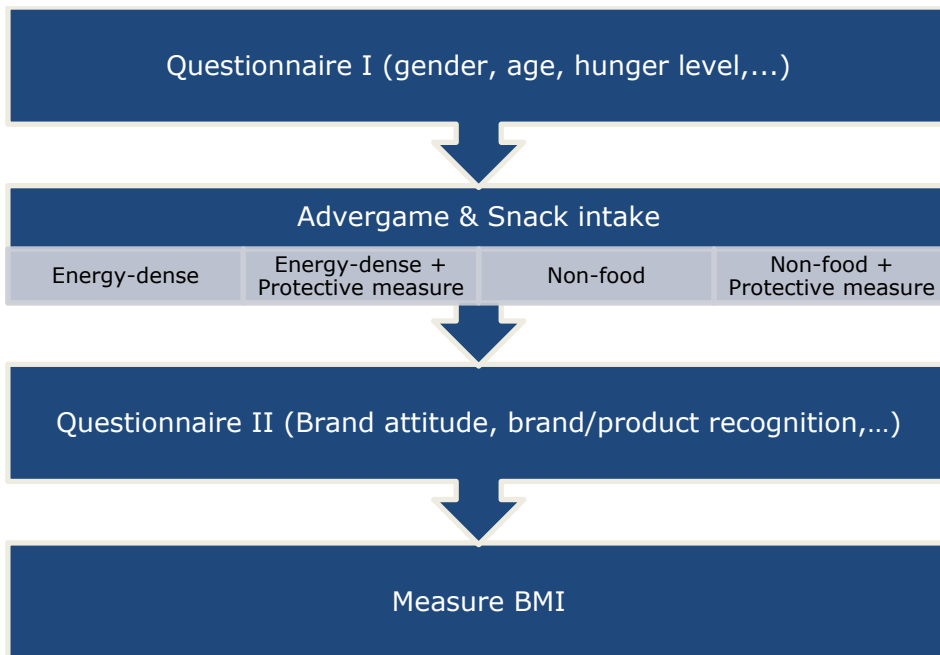 Questionnaire I (gender, age, hunger level,...)
Advergame & Snack intake
Energy-dense
Energy-dense +
Protective measure
Non-food
Non-food +
Protective measure
Questionnaire II (Brand attitude, brand/product recognition,…)
Measure BMI